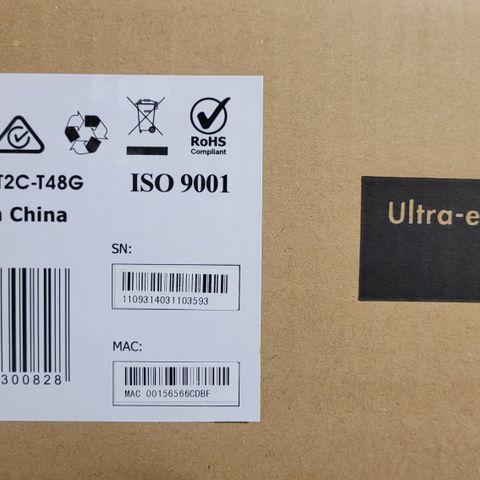 RoHS
Compliant
T2C-T48G
ISO 9001
China
Ultra-e
SN:
1109314031103593
MAC:
300828
MAC 00156566CDBF